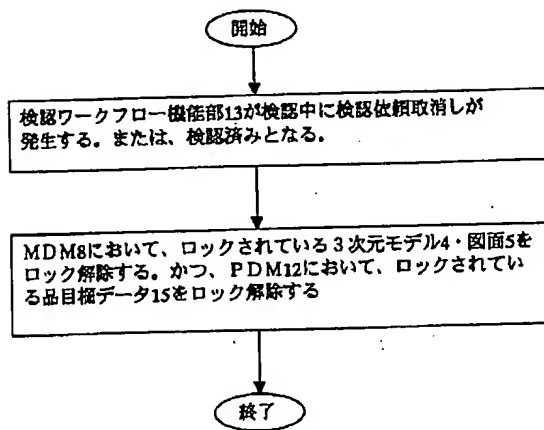 開始
検認ワークフロー機能部13が検認中に検認依頼取消しが
発生する。または、検認済みとなる。
MDM8において、ロックされている3次元モデル4・図面5を
ロック解除する。かつ、PDM12において、ロックされてい
る品目欄データ15をロック解除する
終了